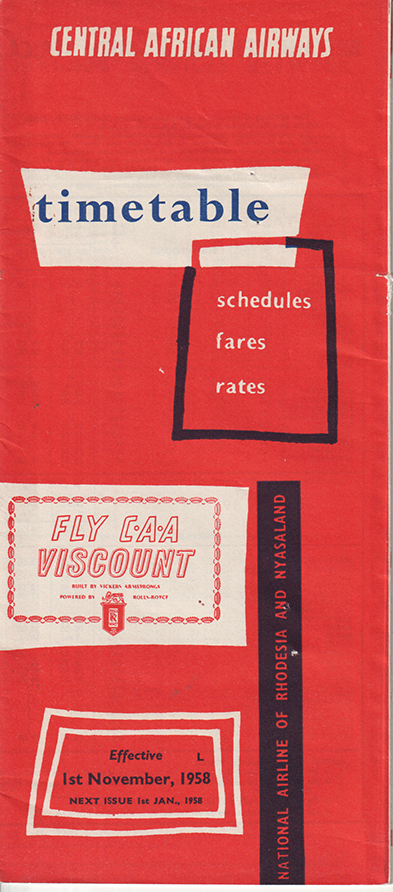 CENTRAL AFRICAN AIRWAYS
timetable
schedules
fares
rates
FLY C·A·A
VISCOUNT
BUILT BY VICKERS ARMSTRONGS
POWERED BY ROLLS-ROYCE
NATIONAL AIRLINE OF RHODESIA AND NYASALAND
Effective L
1st November, 1958
NEXT ISSUE 1st JAN., 1958